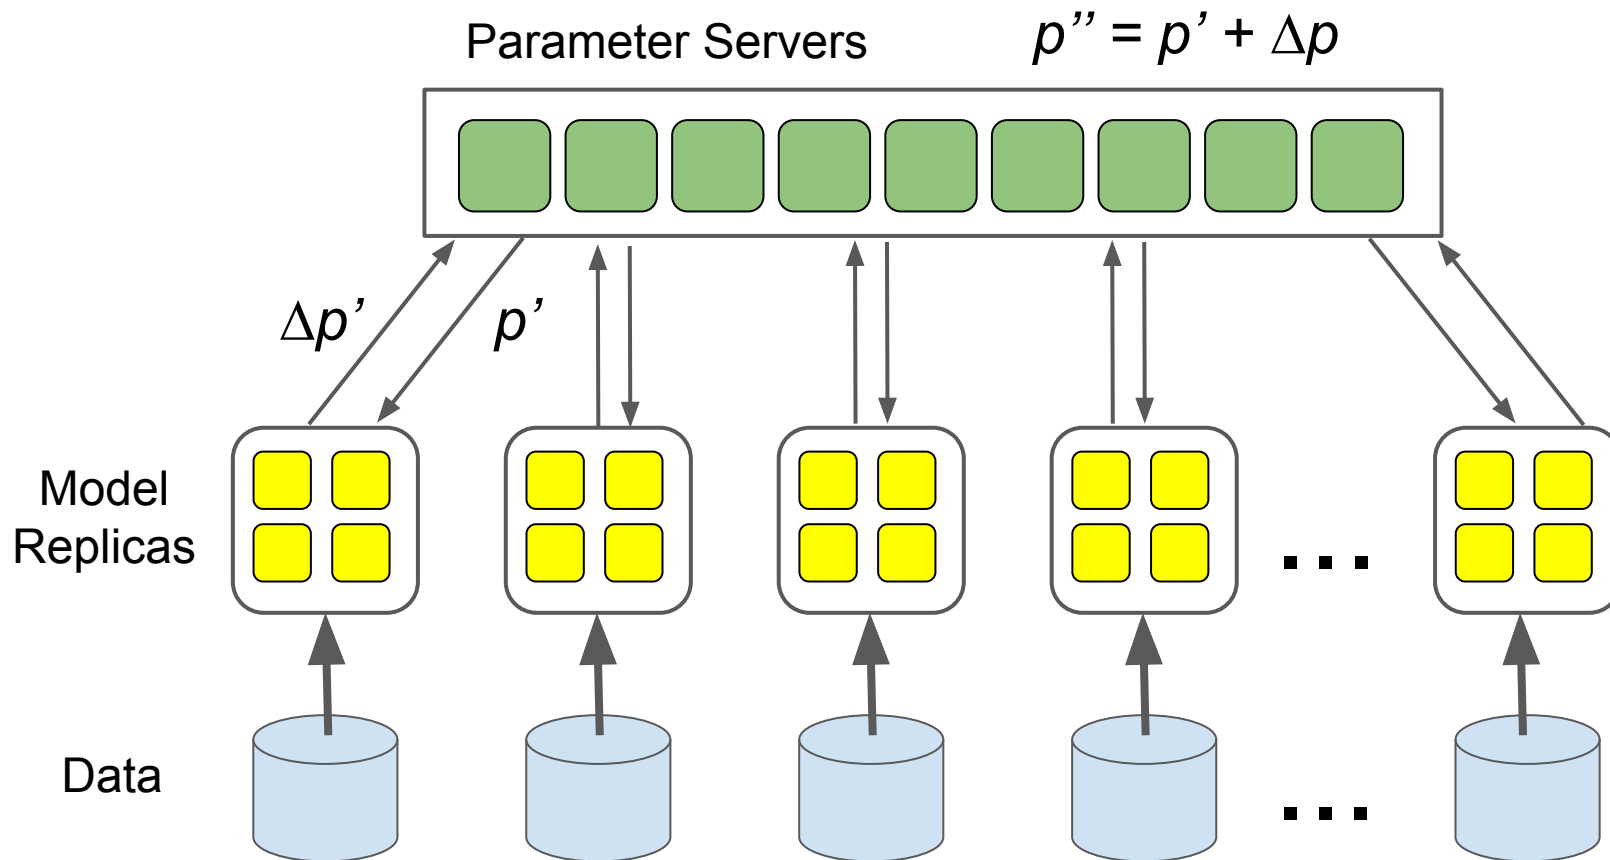 Parameter Servers
p’’ = p’ + Δp
Δp’
p’
Model
Replicas
...
Data
...